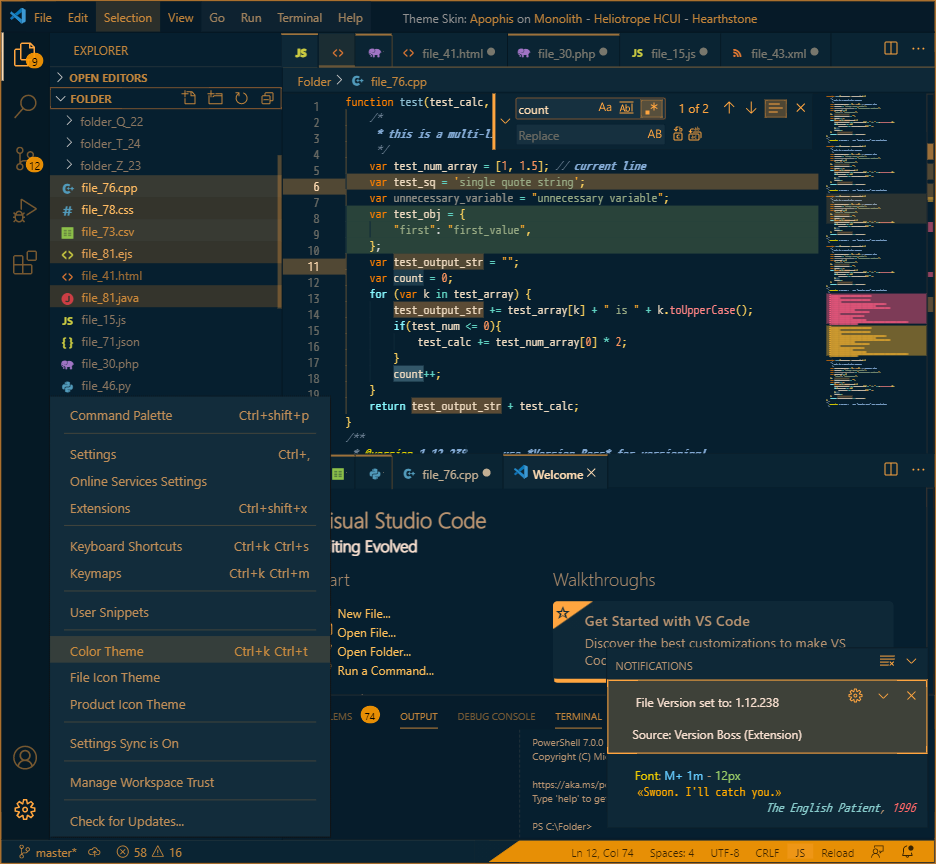 File Edit Selection View Go Run Terminal Help Theme Skin: Apophis on Monolith - Heliotrope HCUI - Hearthstone
EXPLORER
9
OPEN EDITORS
FOLDER
folder_Q_22
folder_T_24
folder_Z_23
file_76.cpp
file_78.css
file_73.csv
file_81.ejs
file_41.html
file_81.java
file_15.js
file_71.json
file_30.php
file_46.py
12
JS file_41.html file_30.php JS file_15.js file_43.xml
Folder > file_76.cpp
count Aa Abl .* 1 of 2
Replace AB
1 function test(test_calc,
2 /*
3 * this is a multi-l
4 */
5 var test_num_array = [1, 1.5]; // current line
6 var test_sq = 'single quote string';
7 var unnecessary_variable = "unnecessary variable";
8 var test_obj = {
9 "first": "first_value",
10 };
11 var test_output_str = "";
12 var count = 0;
13 for (var k in test_array) {
14 test_output_str += test_array[k] + " is " + k.toUpperCase();
15 if(test_num <= 0){
16 test_calc += test_num_array[0] * 2;
17 }
18 count++;
}
return test_output_str + test_calc;
}
/**
Command Palette Ctrl+shift+p
Settings Ctrl+,
Online Services Settings
Extensions Ctrl+shift+x
Keyboard Shortcuts Ctrl+k Ctrl+s
Keymaps Ctrl+k Ctrl+m
User Snippets
Color Theme Ctrl+k Ctrl+t
File Icon Theme
Product Icon Theme
Settings Sync is On
Manage Workspace Trust
Check for Updates...
file_76.cpp Welcome
isual Studio Code
iting Evolved
art
New File...
Open File...
Open Folder...
Run a Command...
Walkthroughs
Get Started with VS Code
Discover the best customizations to make VS
NOTIFICATIONS
File Version set to: 1.12.238
Source: Version Boss (Extension)
LEMS 74 OUTPUT DEBUG CONSOLE TERMINAL
PowerShell 7.0.0
Copyright (C) Mi
https://aka.ms/p
Type 'help' to ge
PS C:\Folder>
Font: M+ 1m - 12px
«Swoon. I'll catch you.»
The English Patient, 1996
master* 58 16 Ln 12, Col 74 Spaces: 4 UTF-8 CRLF JS Reload